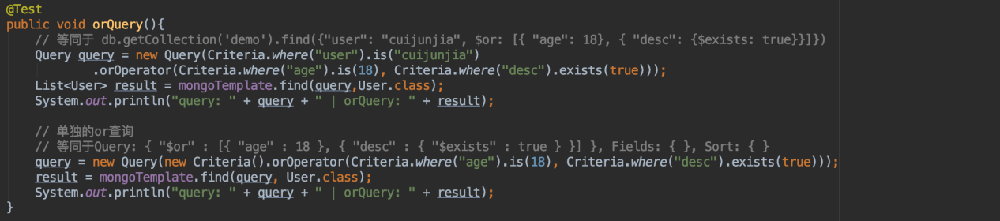 @Test
public void orQuery(){
// 等同于 db.getCollection('demo').find({"user": "cuijunjia", $or: [{ "age": 18}, { "desc": {$exists: true}}]})
Query query = new Query(Criteria.where("user").is("cuijunjia")
.orOperator(Criteria.where("age").is(18), Criteria.where("desc").exists(true)));
List<User> result = mongoTemplate.find(query,User.class);
System.out.println("query: " + query + " | orQuery: " + result);
// 单独的or查询
// 等同于Query: { "$or" : [{ "age" : 18 }, { "desc" : { "$exists" : true } }] }, Fields: { }, Sort: { }
query = new Query(new Criteria().orOperator(Criteria.where("age").is(18), Criteria.where("desc").exists(true)));
result = mongoTemplate.find(query, User.class);
System.out.println("query: " + query + " | orQuery: " + result);
}